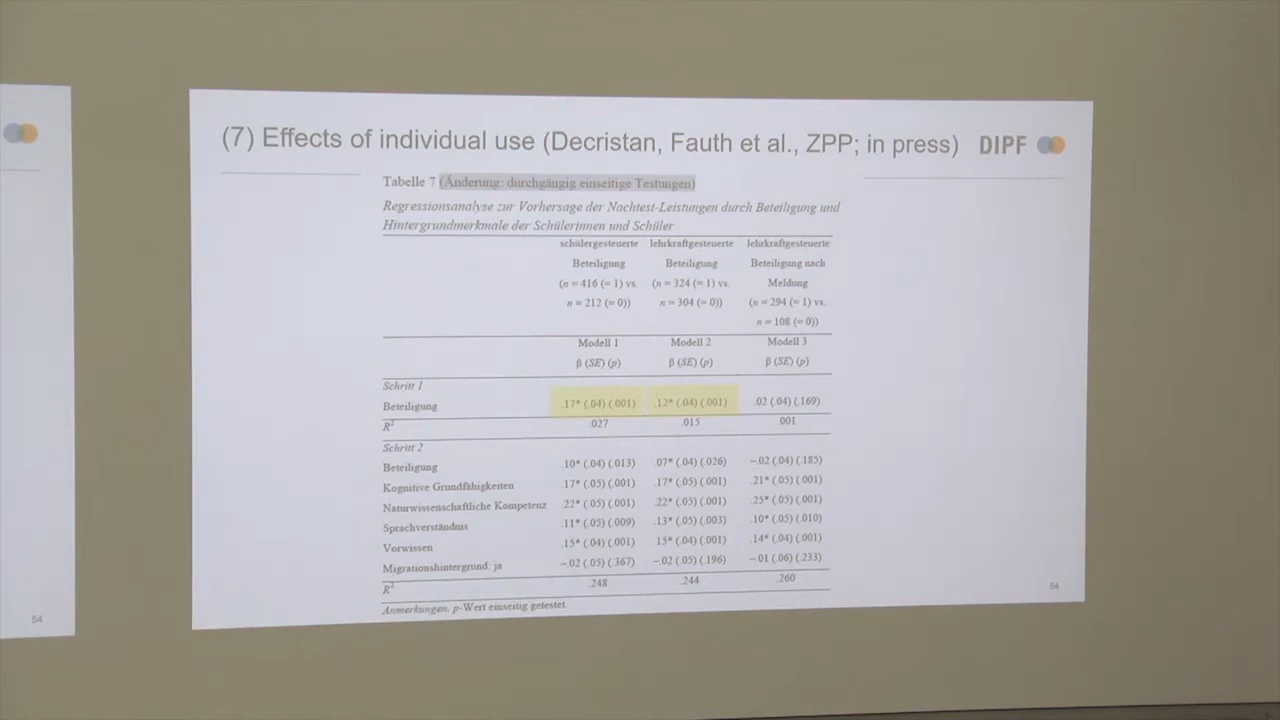 (7) Effects of individual use (Decristan, Fauth et al., ZPP; in press)
DIPF
Tabelle 7 (Änderung: durchgängig einseitige Testungen)
Regressionsanalyse zur Vorhersage der Nachtest-Leistungen durch Beteiligung und
Hintergrundmerkmale der Schülerinnen und Schüler
schülergesteuerte lehrkraftgesteuerte lehrkraftgesteuerte
Beteiligung Beteiligung Beteiligung nach
(n = 416 (= 1) vs. (n = 324 (= 1) vs. Meldung
n = 212 (= 0)) n = 304 (= 0)) (n = 294 (= 1) vs.
n = 108 (= 0))
Modell 1 Modell 2 Modell 3
β (SE) (p) β (SE) (p) β (SE) (p)
Schritt 1
Beteiligung .17* (.04) (.001) .12* (.04) (.001) .02 (.04) (.169)
R² .027 .015 .001
Schritt 2
Beteiligung .10* (.04) (.013) .07* (.04) (.026) −.02 (.04) (.185)
Kognitive Grundfähigkeiten .17* (.05) (.001) .17* (.05) (.001) .21* (.05) (.001)
Naturwissenschaftliche Kompetenz .22* (.05) (.001) .22* (.05) (.001) .25* (.05) (.001)
Sprachverständnis .11* (.05) (.009) .13* (.05) (.003) .10* (.05) (.010)
Vorwissen .15* (.04) (.001) .15* (.04) (.001) .14* (.04) (.001)
Migrationshintergrund: ja −.02 (.05) (.367) −.02 (.05) (.196) −.01 (.06) (.233)
R² .248 .244 .260
Anmerkungen. p-Wert einseitig getestet.
54
54